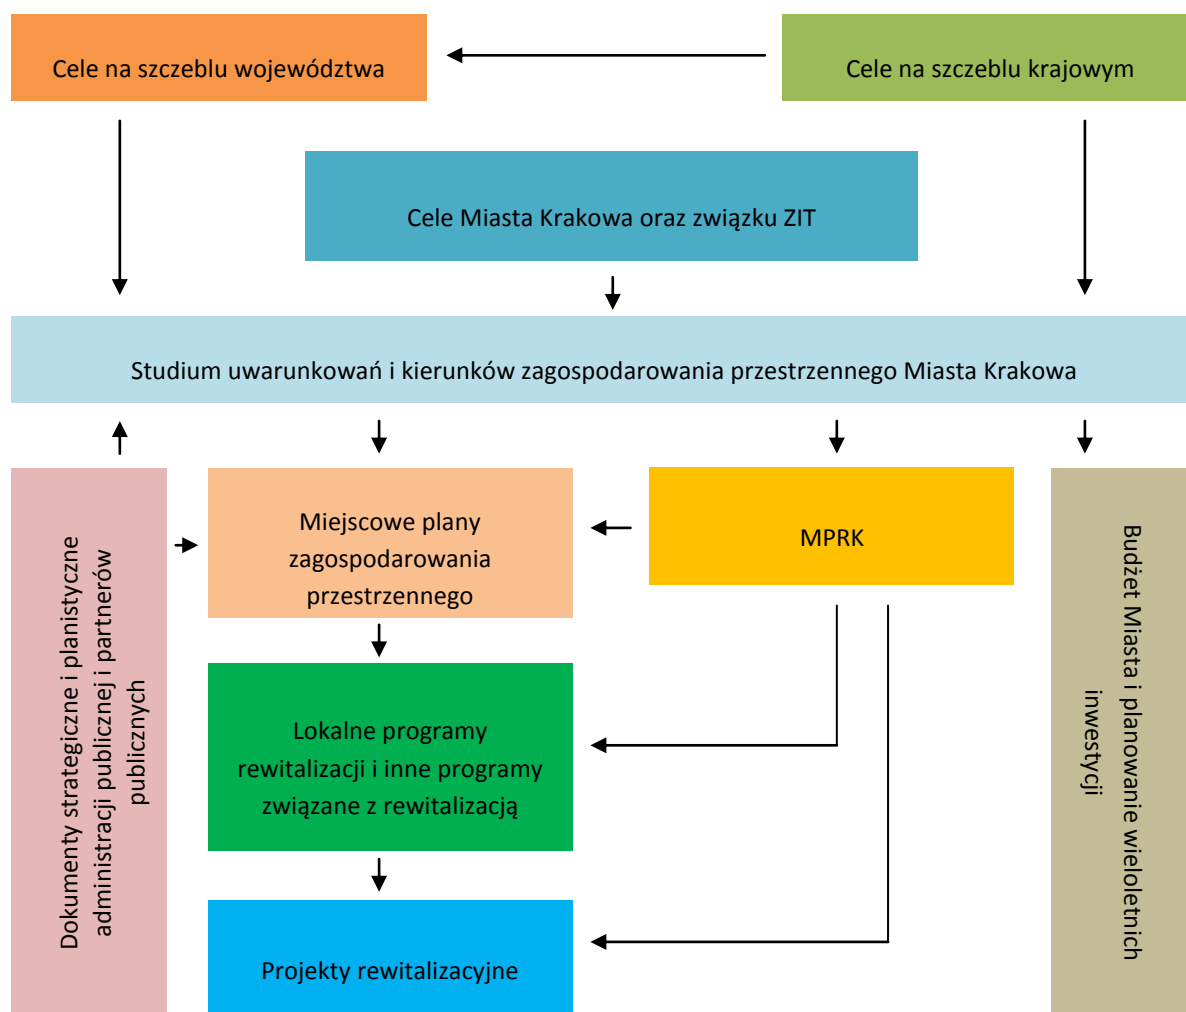 Cele na szczeblu województwa
Cele na szczeblu krajowym
Cele Miasta Krakowa oraz związku ZIT
Studium uwarunkowań i kierunków zagospodarowania przestrzennego Miasta Krakowa
Dokumenty strategiczne i planistyczne
administracji publicznej i partnerów
publicznych
Miejscowe plany
zagospodarowania
przestrzennego
MPRK
Budżet Miasta i planowanie wieloletnich
inwestycji
Lokalne programy
rewitalizacji i inne programy
związane z rewitalizacją
Projekty rewitalizacyjne